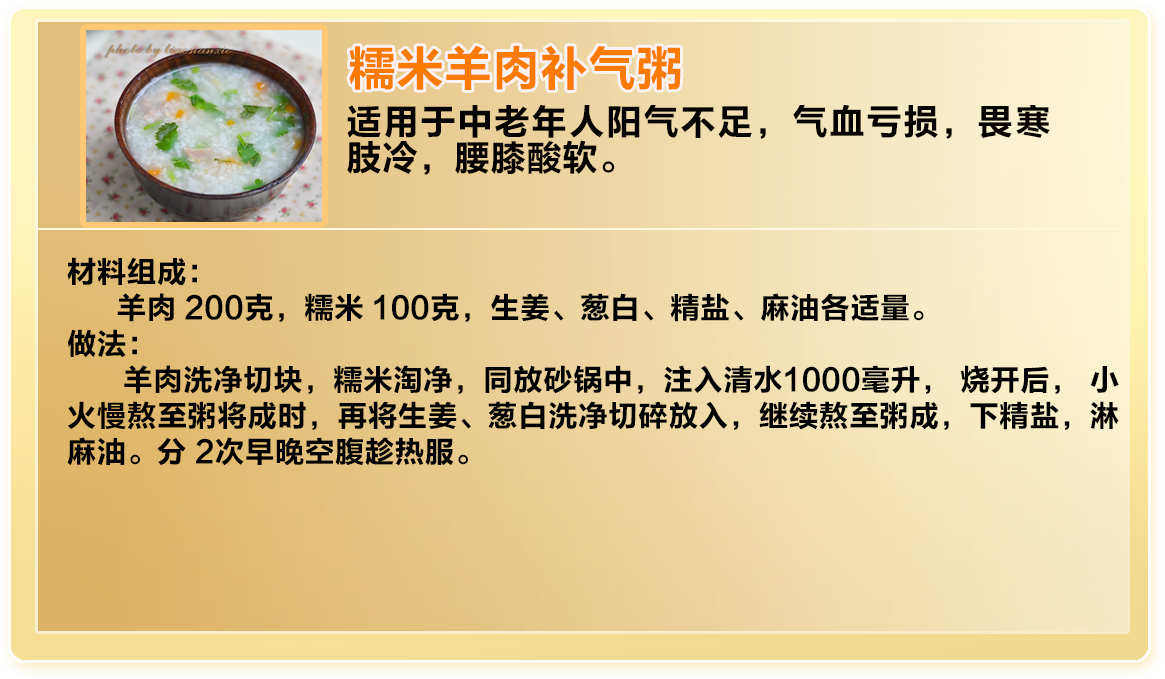 糯米羊肉补气粥
适用于中老年人阳气不足，气血亏损，畏寒
肢冷，腰膝酸软。
材料组成：
羊肉 200克，糯米 100克，生姜、葱白、精盐、麻油各适量。
做法：
羊肉洗净切块，糯米淘净，同放砂锅中，注入清水1000毫升， 烧开后， 小
火慢熬至粥将成时，再将生姜、葱白洗净切碎放入，继续熬至粥成，下精盐，淋
麻油。分 2次早晚空腹趁热服。